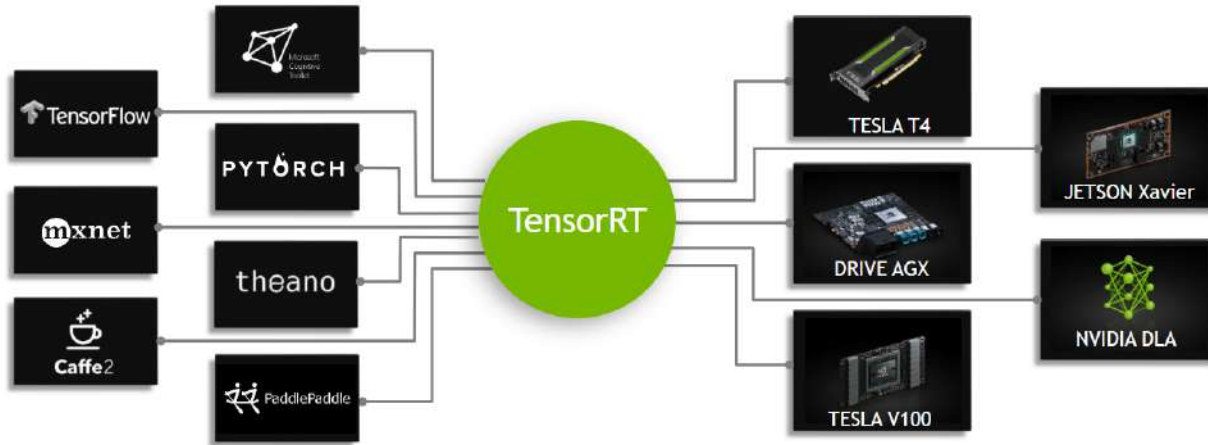 Microsoft
Cognitive
Toolkit
TensorFlow
PYTORCH
mxnet
theano
Caffe2
PaddlePaddle
TensorRT
TESLA T4
JETSON Xavier
DRIVE AGX
NVIDIA DLA
TESLA V100